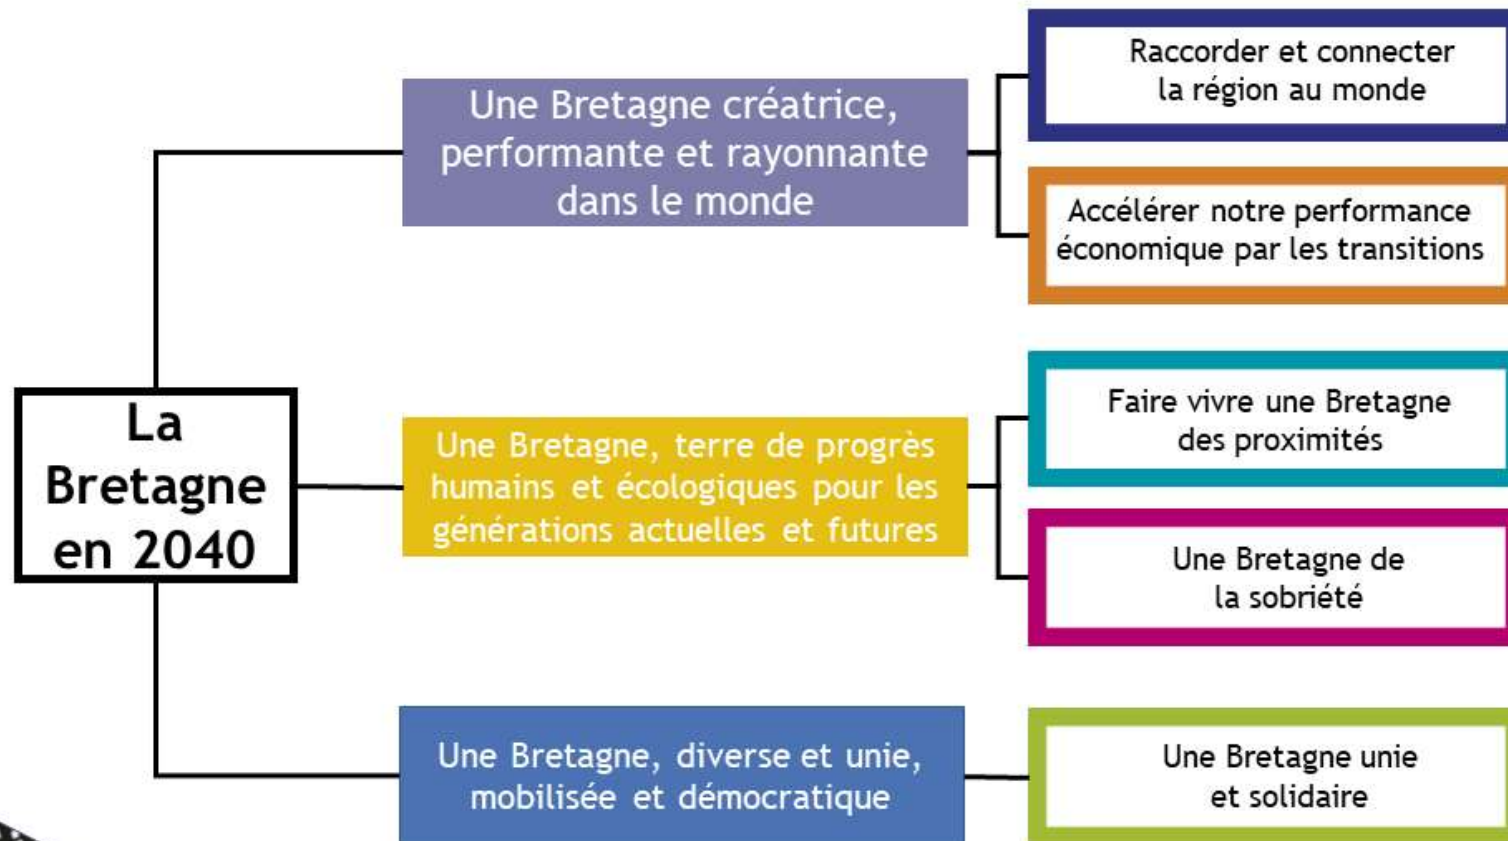 La
Bretagne
en 2040
Une Bretagne créatrice,
performante et rayonnante
dans le monde
Raccorder et connecter
la région au monde
Accélérer notre performance
économique par les transitions
Une Bretagne, terre de progrès
humains et écologiques pour les
générations actuelles et futures
Faire vivre une Bretagne
des proximités
Une Bretagne de
la sobriété
Une Bretagne, diverse et unie,
mobilisée et démocratique
Une Bretagne unie
et solidaire